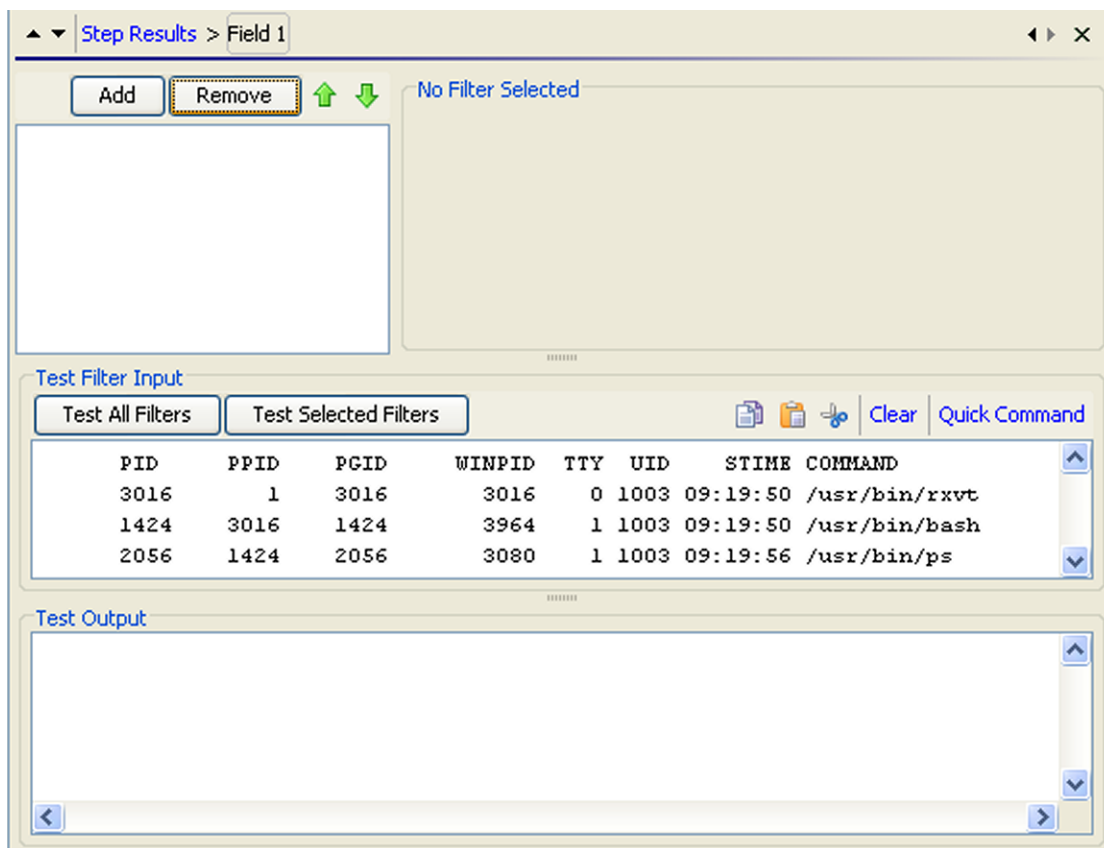 Step Results > Field 1
Add Remove
No Filter Selected
Test Filter Input
Test All Filters Test Selected Filters Clear Quick Command
PID PPID PGID WINPID TTY UID STIME COMMAND
3016 1 3016 3016 0 1003 09:19:50 /usr/bin/rxvt
1424 3016 1424 3964 1 1003 09:19:50 /usr/bin/bash
2056 1424 2056 3080 1 1003 09:19:56 /usr/bin/ps
Test Output